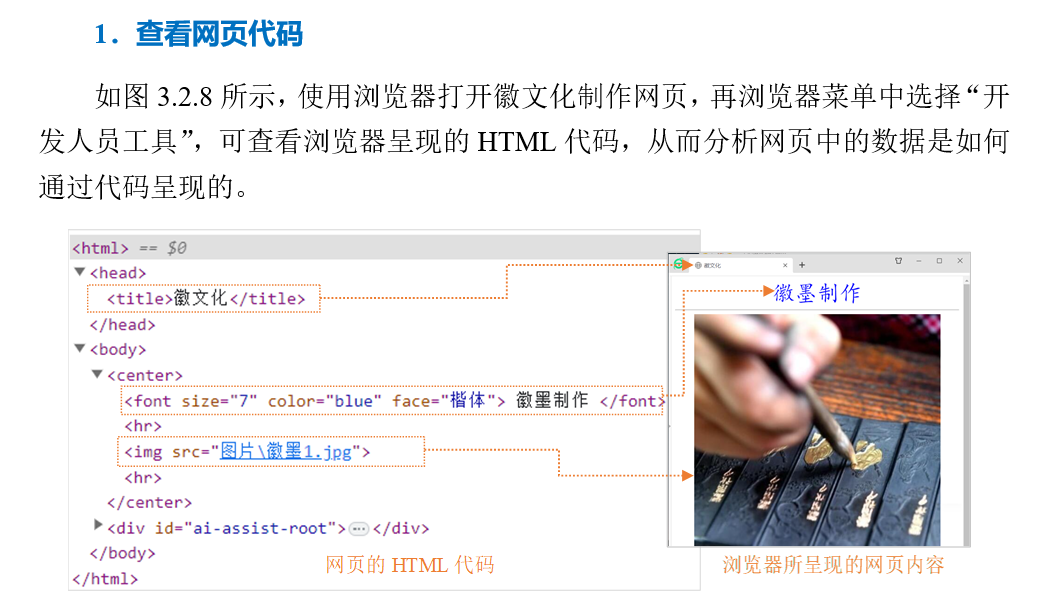 1．查看网页代码
如图 3.2.8 所示，使用浏览器打开徽文化制作网页，再浏览器菜单中选择“开
发人员工具”，可查看浏览器呈现的 HTML 代码，从而分析网页中的数据是如何
通过代码呈现的。
<html> == $0
<head>
<title>徽文化</title>
</head>
<body>
<center>
<font size="7" color="blue" face="楷体"> 徽墨制作 </font>
<hr>
<img src="图片\徽墨1.jpg">
<hr>
</center>
<div id="ai-assist-root">…</div>
</body>
</html>
网页的 HTML 代码
徽文化
徽墨制作
浏览器所呈现的网页内容